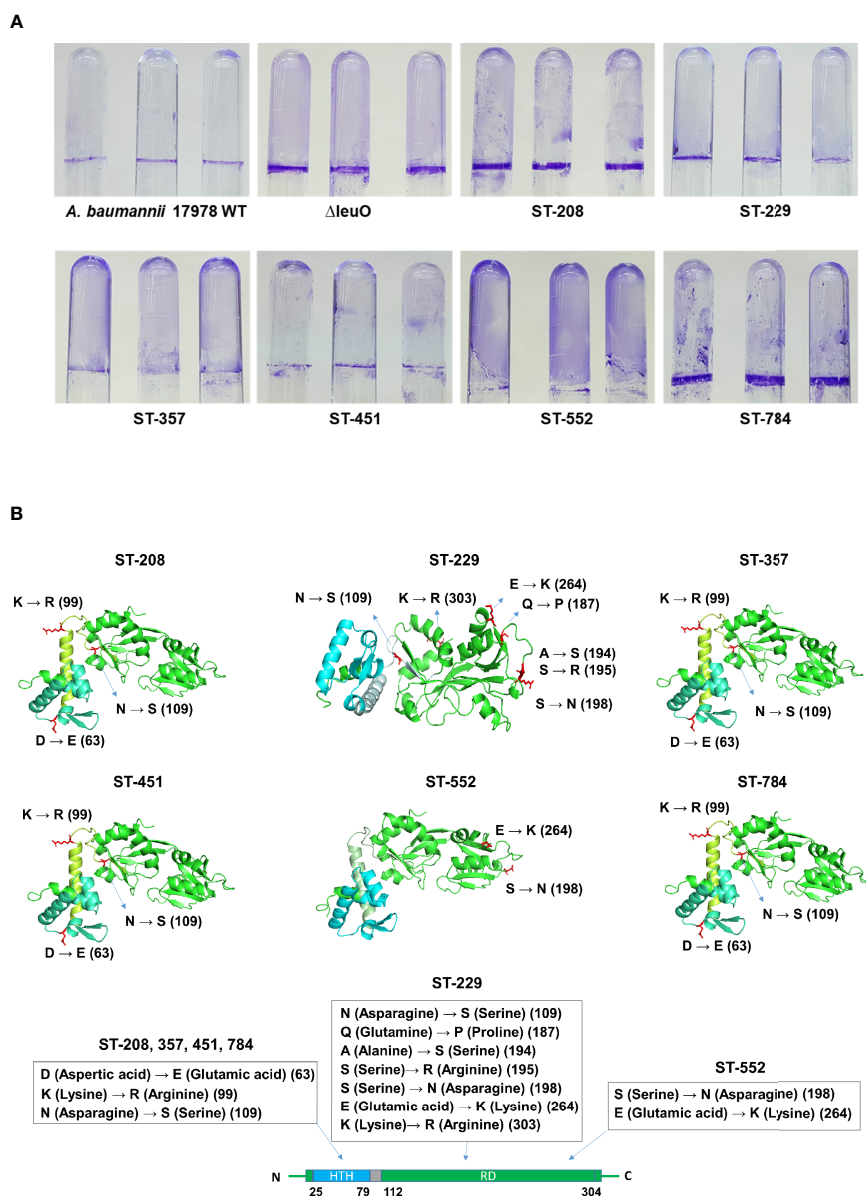 A
A. baumannii 17978 WT
ΔleuO
ST-208
ST-229
ST-357
ST-451
ST-552
ST-784
B
ST-208
K → R (99)
N → S (109)
D → E (63)
ST-229
N → S (109)
K → R (303)
E → K (264)
Q → P (187)
A → S (194)
S → R (195)
S → N (198)
ST-357
K → R (99)
N → S (109)
D → E (63)
ST-451
K → R (99)
N → S (109)
D → E (63)
ST-552
E → K (264)
S → N (198)
ST-784
K → R (99)
N → S (109)
D → E (63)
ST-208, 357, 451, 784
D (Aspertic acid) → E (Glutamic acid) (63)
K (Lysine) → R (Arginine) (99)
N (Asparagine) → S (Serine) (109)
ST-229
N (Asparagine) → S (Serine) (109)
Q (Glutamine) → P (Proline) (187)
A (Alanine) → S (Serine) (194)
S (Serine)→ R (Arginine) (195)
S (Serine) → N (Asparagine) (198)
E (Glutamic acid) → K (Lysine) (264)
K (Lysine)→ R (Arginine) (303)
ST-552
S (Serine) → N (Asparagine) (198)
E (Glutamic acid) → K (Lysine) (264)
N HTH RD C
25 79 112 304